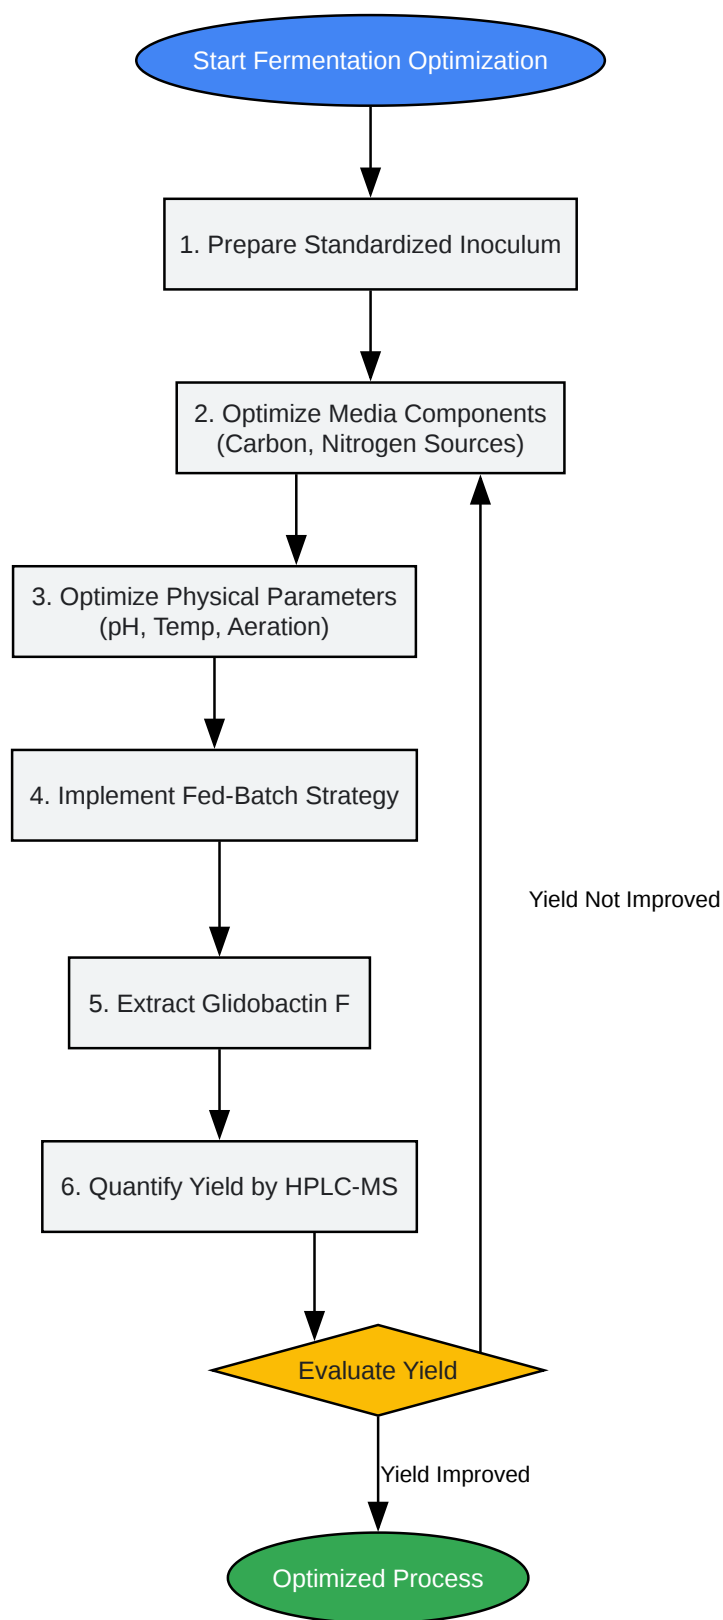 Start Fermentation Optimization
1. Prepare Standardized Inoculum
2. Optimize Media Components
(Carbon, Nitrogen Sources)
3. Optimize Physical Parameters
(pH, Temp, Aeration)
4. Implement Fed-Batch Strategy
Yield Not Improved
5. Extract Glidobactin F
6. Quantify Yield by HPLC-MS
Evaluate Yield
Yield Improved
Optimized Process